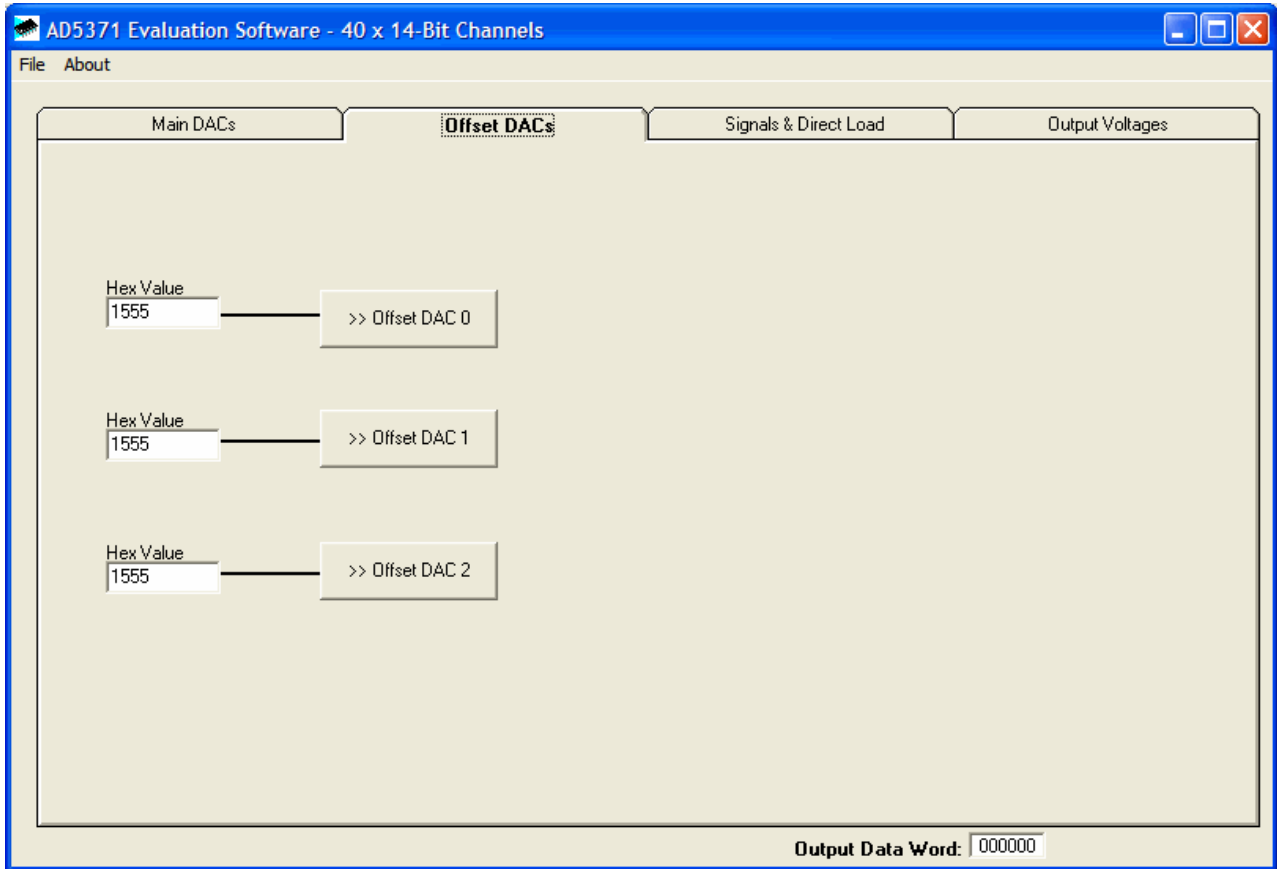 AD5371 Evaluation Software - 40 x 14-Bit Channels
File About
Main DACs Offset DACs Signals & Direct Load Output Voltages
Hex Value
1555
>> Offset DAC 0
Hex Value
1555
>> Offset DAC 1
Hex Value
1555
>> Offset DAC 2
Output Data Word: 000000